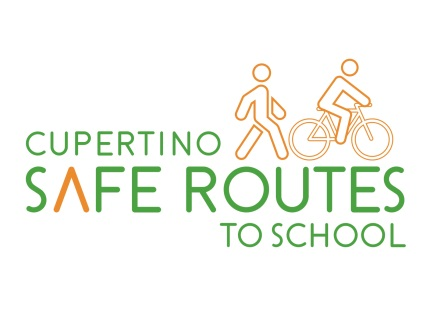 CUPERTINO
SAFE ROUTES
TO SCHOOL